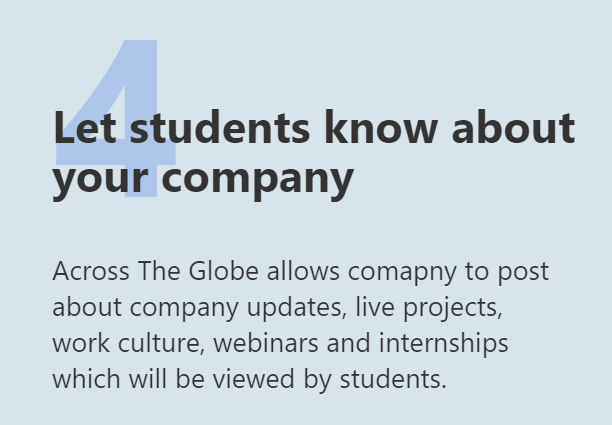 4
Let students know about
your company
Across The Globe allows comapny to post
about company updates, live projects,
work culture, webinars and internships
which will be viewed by students.